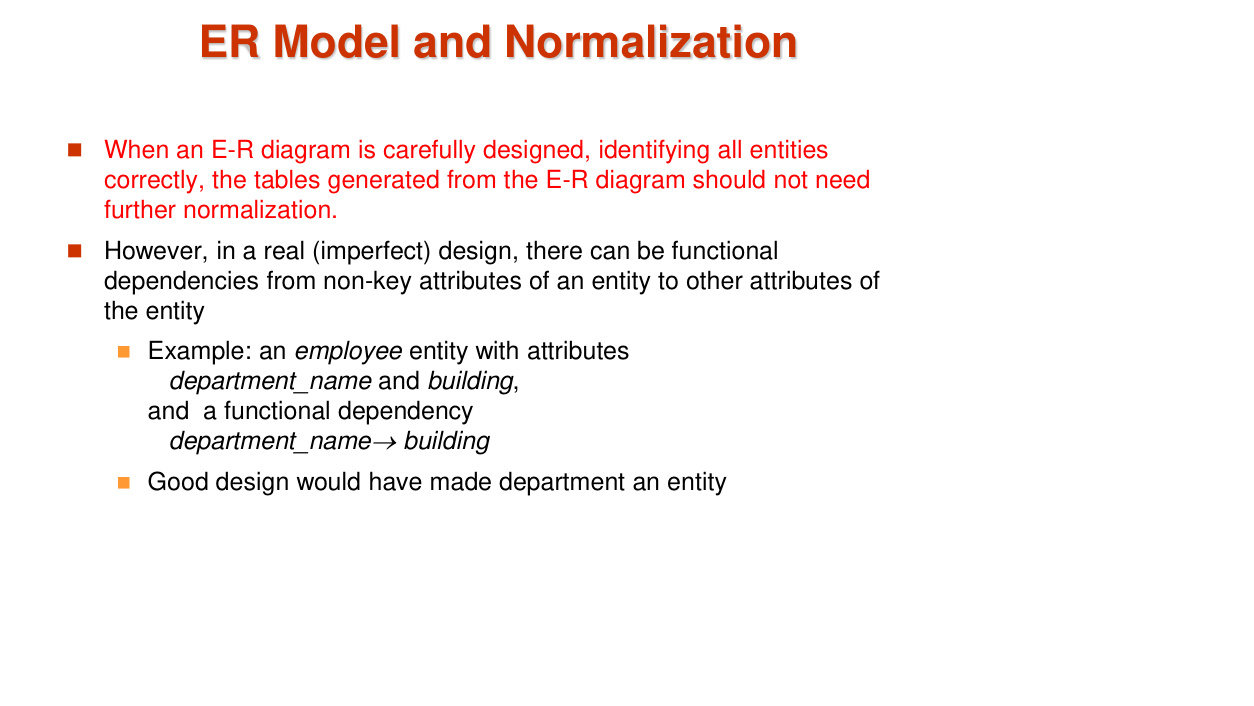 ER Model and Normalization
When an E-R diagram is carefully designed, identifying all entities
correctly, the tables generated from the E-R diagram should not need
further normalization.
However, in a real (imperfect) design, there can be functional
dependencies from non-key attributes of an entity to other attributes of
the entity
Example: an employee entity with attributes
department_name and building,
and a functional dependency
department_name→ building
Good design would have made department an entity